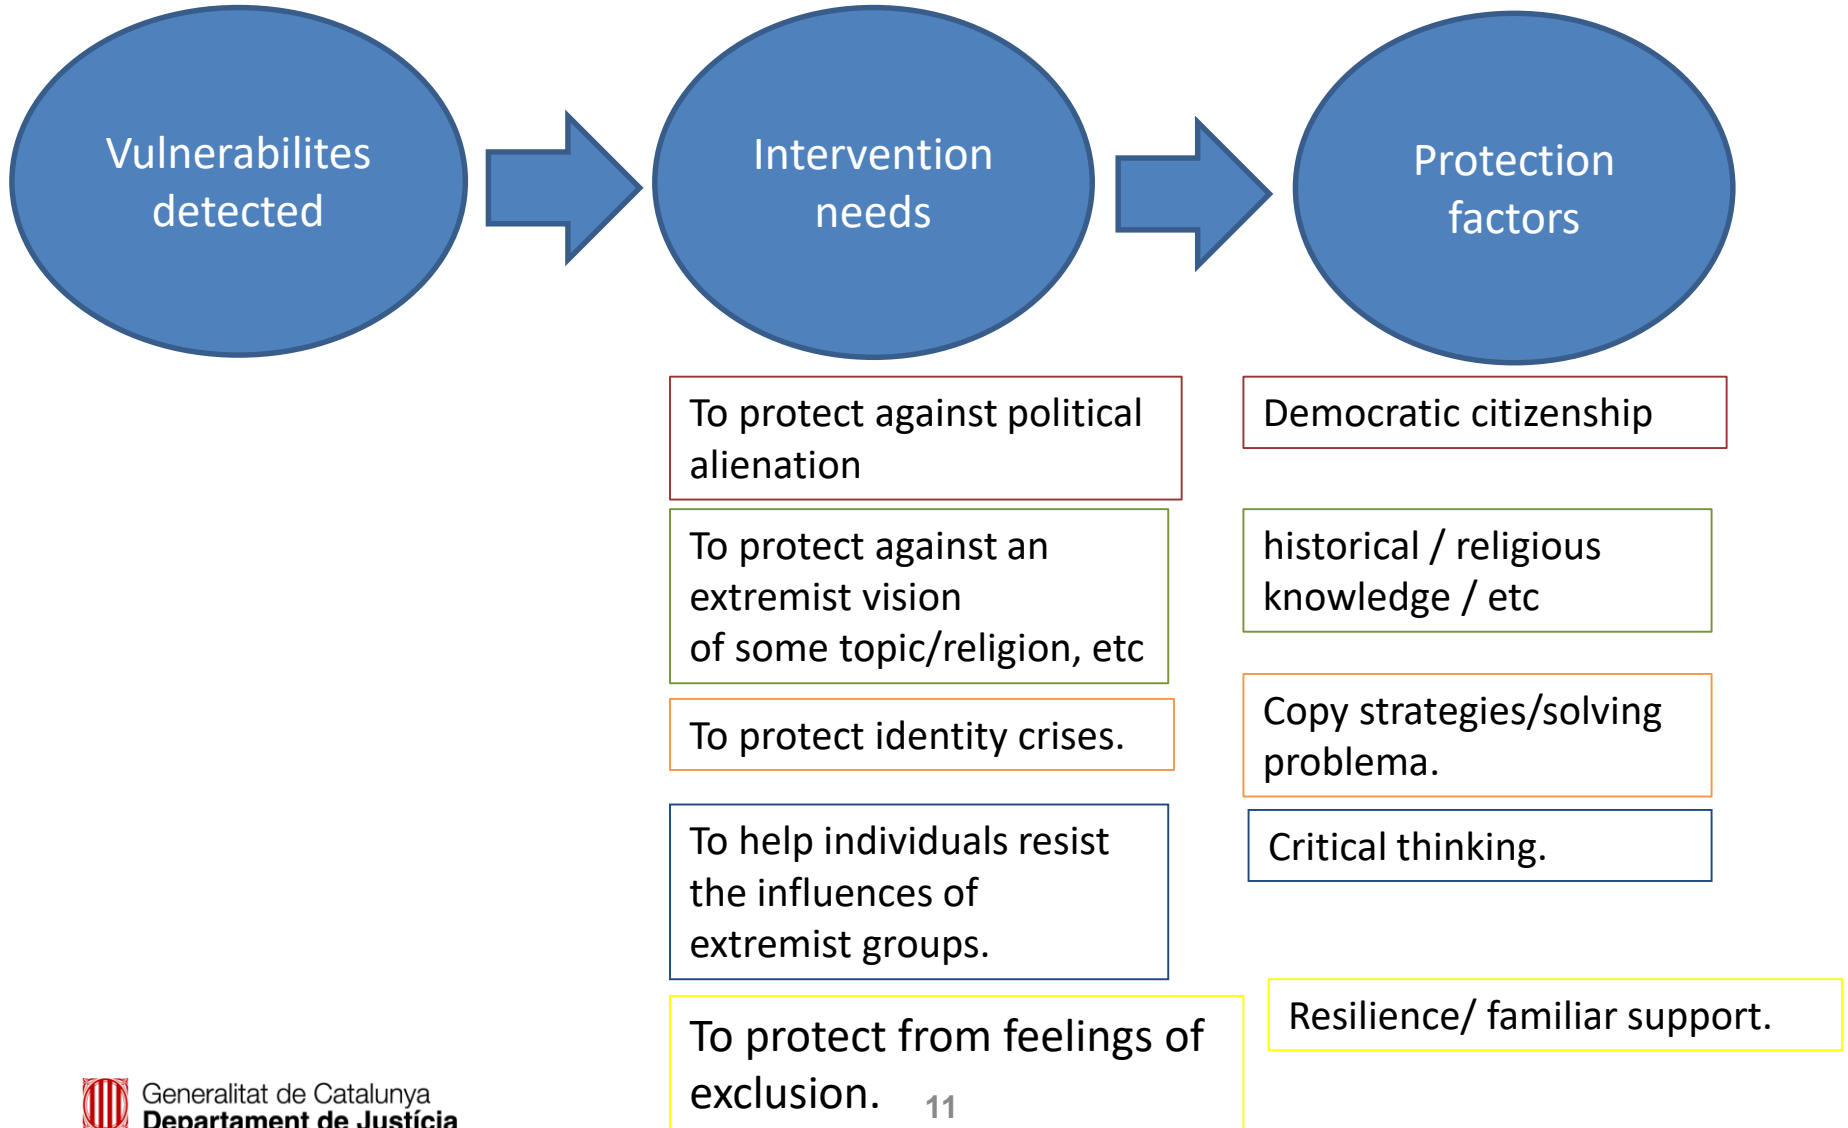 Vulnerabilites
detected
Intervention
needs
Protection
factors
To protect against political
alienation
Democratic citizenship
To protect against an
extremist vision
of some topic/religion, etc
historical / religious
knowledge / etc
To protect identity crises.
Copy strategies/solving
problema.
To help individuals resist
the influences of
extremist groups.
Critical thinking.
To protect from feelings of
exclusion.
Resilience/ familiar support.
Generalitat de Catalunya
Departament de Justícia
11